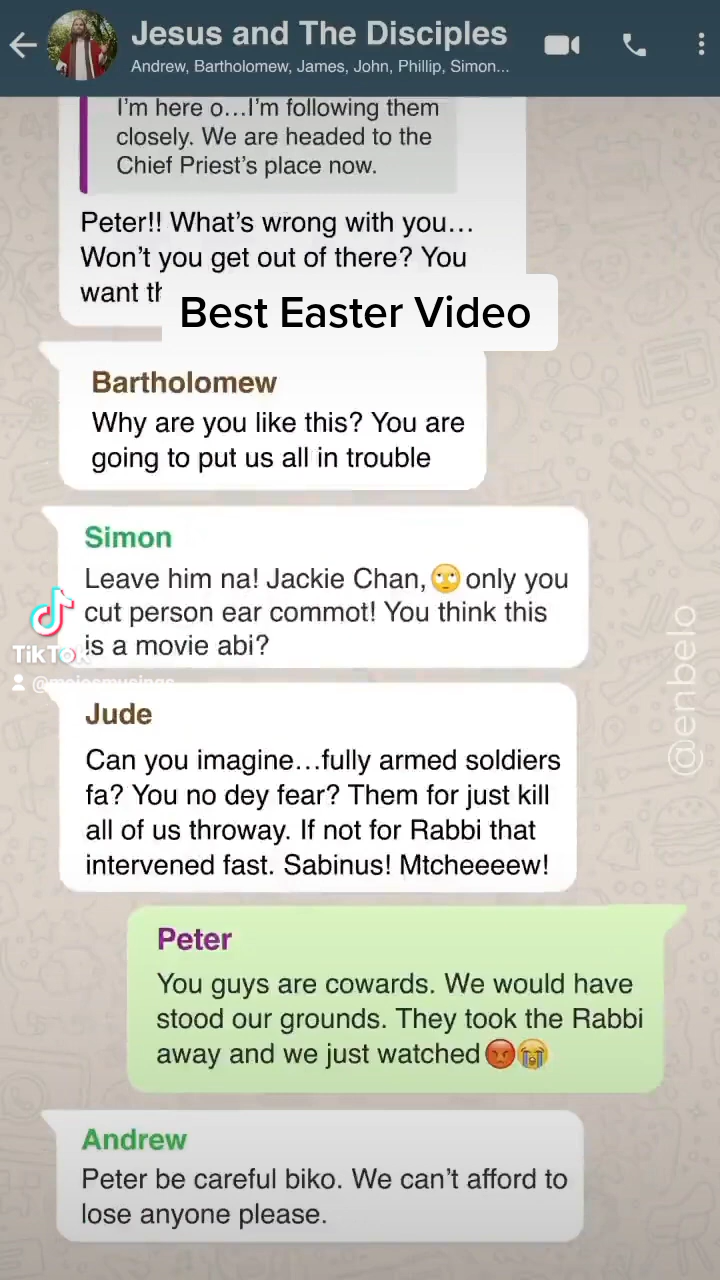 Jesus and The Disciples
Andrew, Bartholomew, James, John, Phillip, Simon...
I'm here o...I'm following them
closely. We are headed to the
Chief Priest's place now.
Peter!! What's wrong with you...
Won't you get out of there? You
want
Best Easter Video
Bartholomew
Why are you like this? You are
going to put us all in trouble
Simon
Leave him na! Jackie Chan,🙄only you
cut person ear commot! You think this
is a movie abi?
TikTok
Jude
Can you imagine...fully armed soldiers
fa? You no dey fear? Them for just kill
all of us throway. If not for Rabbi that
intervened fast. Sabinus! Mtcheeeew!
@enbelo
Peter
You guys are cowards. We would have
stood our grounds. They took the Rabbi
away and we just watched😡😭
Andrew
Peter be careful biko. We can't afford to
lose anyone please.